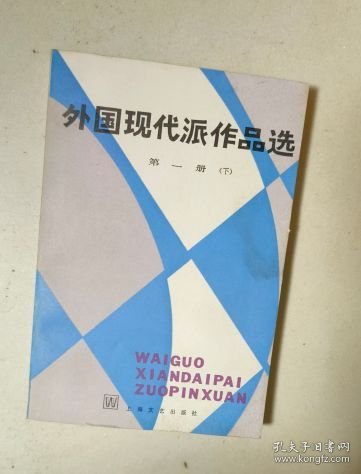 外国现代派作品选
第一册(下)
WAIGUO
XIANDAIPAI
ZUOPINXUAN
上海文艺出版社
孔夫子旧书网
www.kongfz.com